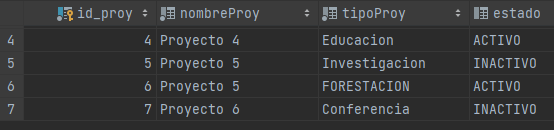 id_proy nombreProy tipoProy estado
4 4 Proyecto 4 Educacion ACTIVO
5 5 Proyecto 5 Investigacion INACTIVO
6 6 Proyecto 5 FORESTACION ACTIVO
7 7 Proyecto 6 Conferencia INACTIVO